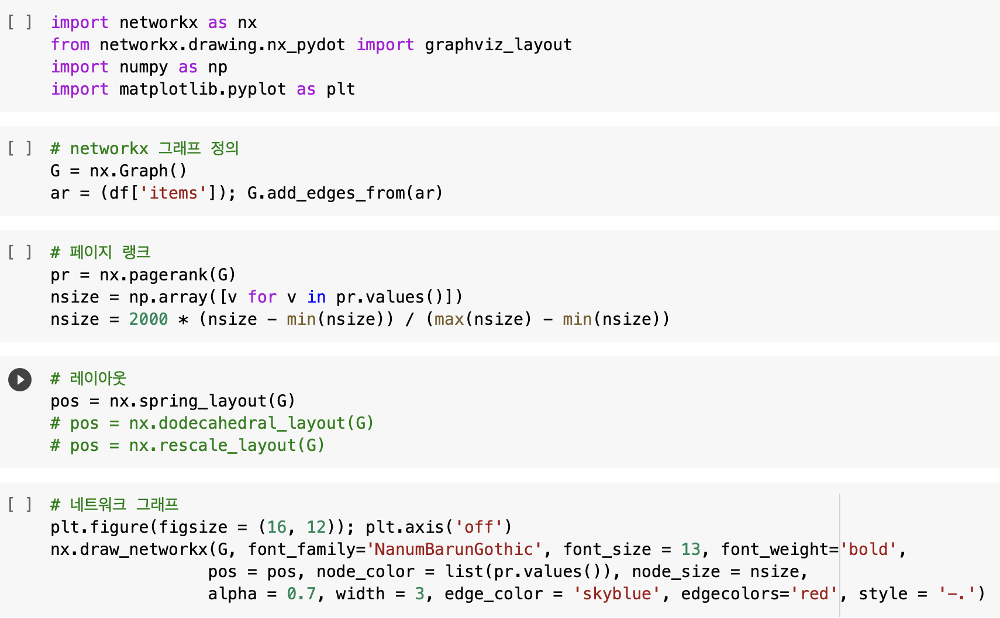 [ ] import networkx as nx
from networkx.drawing.nx_pydot import graphviz_layout
import numpy as np
import matplotlib.pyplot as plt
[ ] # networkx 그래프 정의
G = nx.Graph()
ar = (df['items']); G.add_edges_from(ar)
[ ] # 페이지 랭크
pr = nx.pagerank(G)
nsize = np.array([v for v in pr.values()])
nsize = 2000 * (nsize - min(nsize)) / (max(nsize) - min(nsize))
# 레이아웃
pos = nx.spring_layout(G)
# pos = nx.dodecahedral_layout(G)
# pos = nx.rescale_layout(G)
[ ] # 네트워크 그래프
plt.figure(figsize = (16, 12)); plt.axis('off')
nx.draw_networkx(G, font_family='NanumBarunGothic', font_size = 13, font_weight='bold',
pos = pos, node_color = list(pr.values()), node_size = nsize,
alpha = 0.7, width = 3, edge_color = 'skyblue', edgecolors='red', style = '-.')